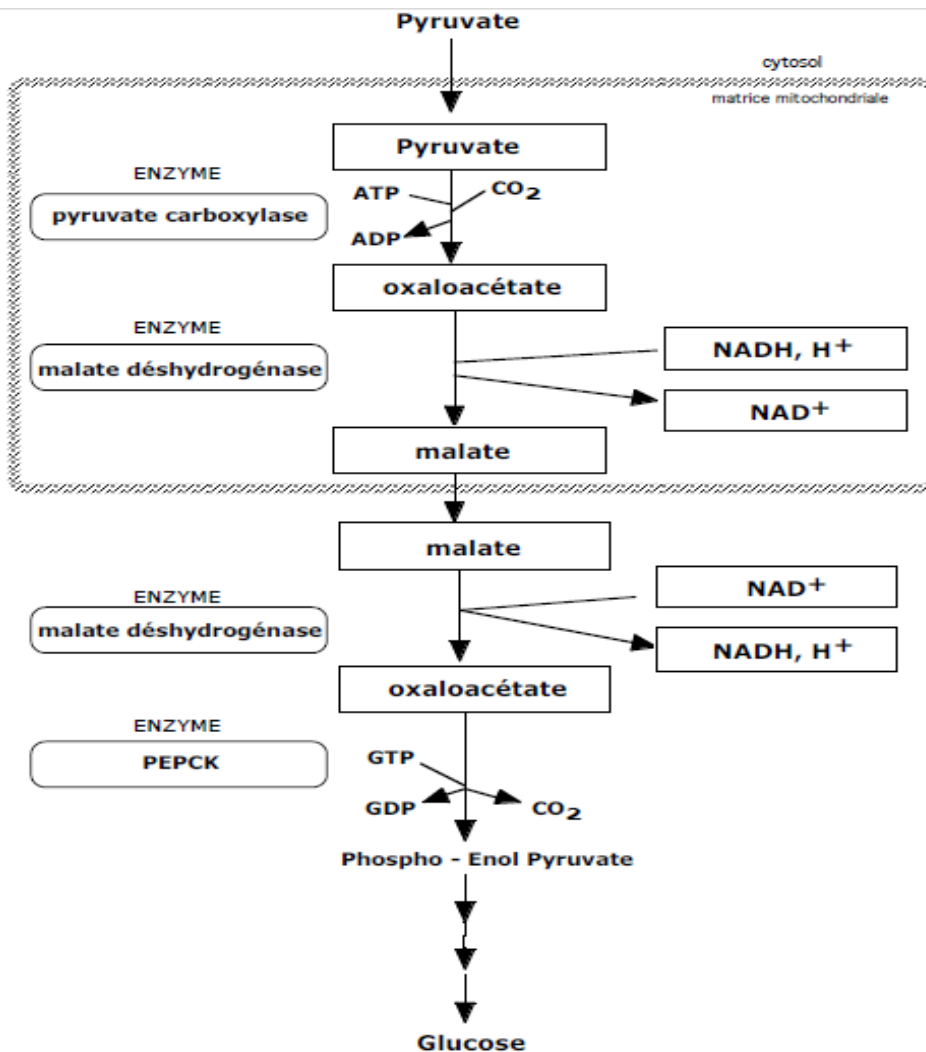 Pyruvate
cytosol
matrice mitochondriale
Pyruvate
ENZYME
ATP
CO2
pyruvate carboxylase
ADP
oxaloacétate
ENZYME
NADH, H+
malate déshydrogénase
NAD+
malate
malate
NAD+
ENZYME
malate déshydrogénase
NADH, H+
oxaloacétate
ENZYME
PEPCK
GTP
GDP
CO2
Phospho - Enol Pyruvate
Glucose